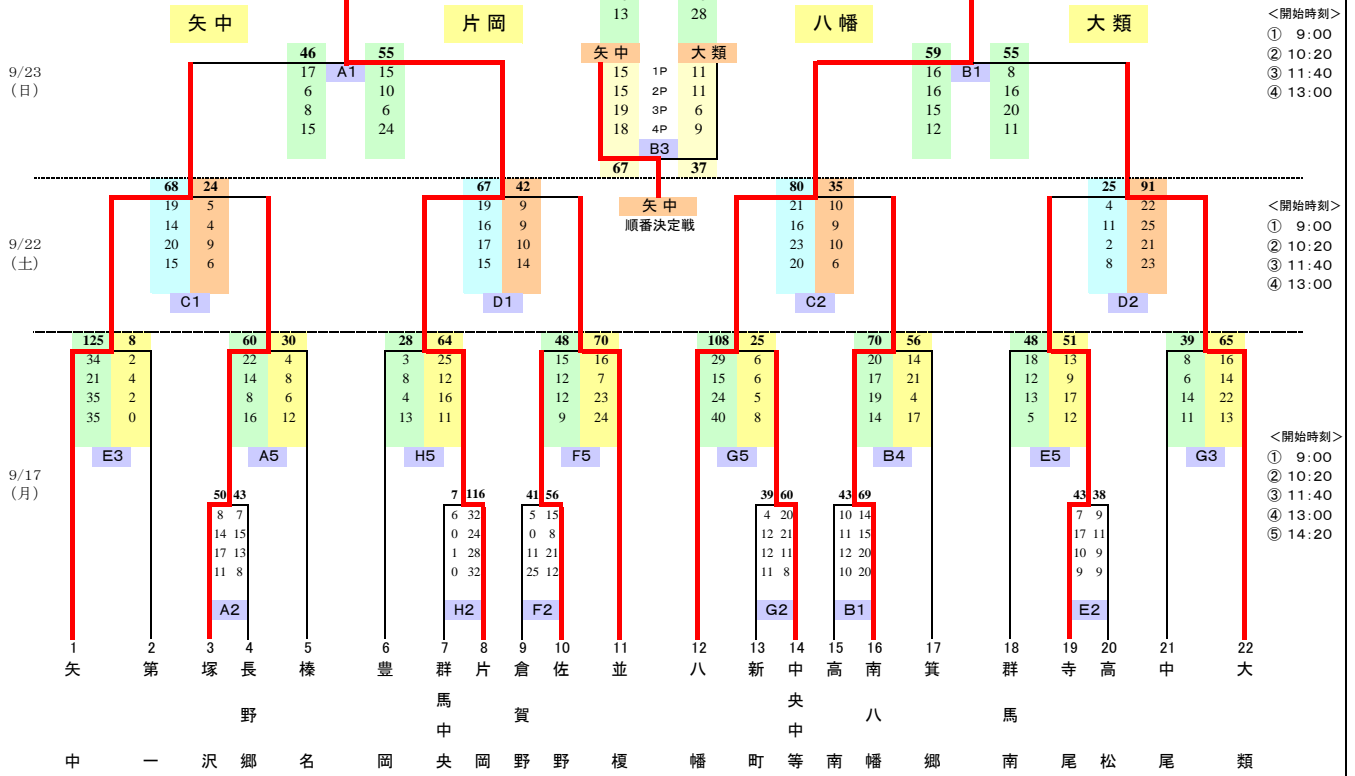 13 28
矢中 片岡 八幡 大類
＜開始時刻＞
① 9:00
② 10:20
③ 11:40
④ 13:00
9/23
（日）
46 55
17 A1 15
6 10
8 6
15 24
矢中 大類
15 1P 11
15 2P 11
19 3P 6
18 4P 9
B3
67 37
矢中
順番決定戦
59 55
16 B1 8
16 16
15 20
12 11
9/22
（土）
68 24
19 5
14 4
20 9
15 6
C1
67 42
19 9
16 9
17 10
15 14
D1
80 35
21 10
16 9
23 10
20 6
C2
25 91
4 22
11 25
2 21
8 23
D2
＜開始時刻＞
① 9:00
② 10:20
③ 11:40
④ 13:00
9/17
（月）
125 8
34 2
21 4
35 2
35 0
E3
60 30
22 4
14 8
8 6
16 12
A5
28 64
3 25
8 12
4 16
13 11
H5
48 70
15 16
12 7
12 23
9 24
F5
108 25
29 6
15 6
24 5
40 8
G5
70 56
20 14
17 21
19 4
14 17
B4
48 51
18 13
12 9
13 17
5 12
E5
39 65
8 16
6 14
14 22
11 13
G3
＜開始時刻＞
① 9:00
② 10:20
③ 11:40
④ 13:00
⑤ 14:20
50 43
8 7
14 15
17 13
11 8
A2
7 116
6 32
0 24
1 28
0 32
H2
41 56
5 15
0 8
11 21
25 12
F2
39 60
4 20
12 21
12 11
11 8
G2
43 69
10 14
11 15
12 20
10 20
B1
43 38
7 9
17 11
10 9
9 9
E2
1 矢中
2 第一
3 塚沢
4 長野郷
5 榛名
6 豊岡
7 群馬中央
8 片岡
9 倉賀野
10 佐野
11 並榎
12 八幡
13 新町
14 中央中等
15 高南
16 南八幡
17 箕郷
18 群馬南
19 寺尾
20 高松
21 中尾
22 大類